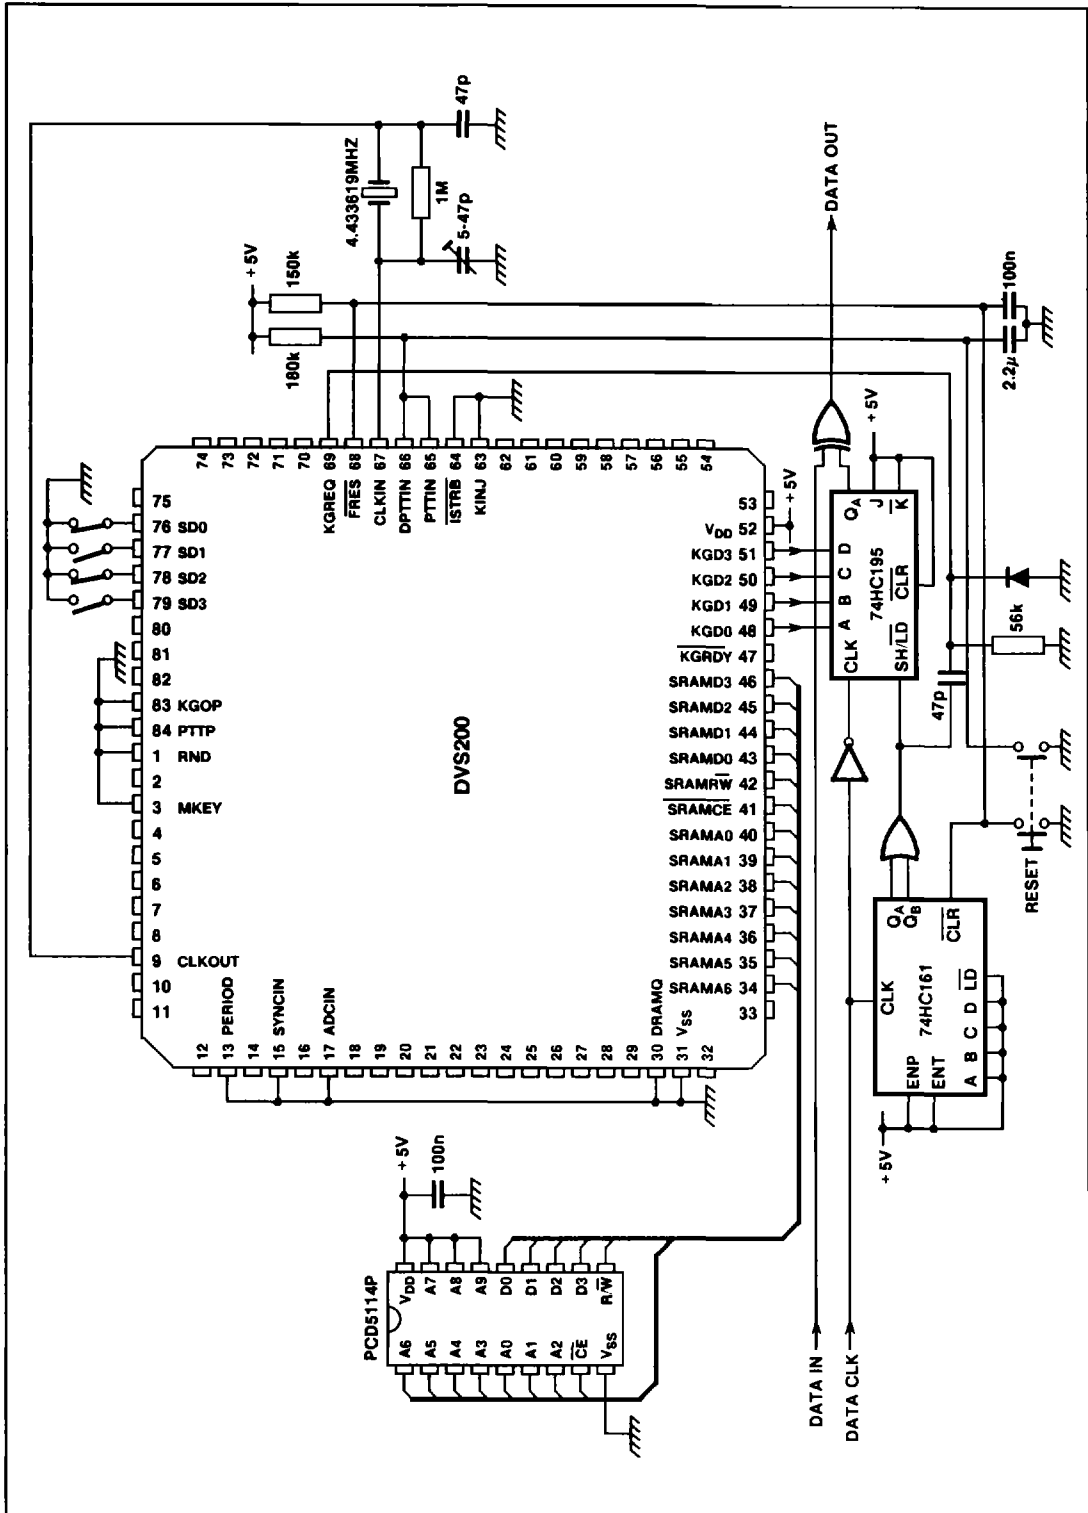 +5V
150k
180k
4.433619MHZ
1M
5-47p
47p
DATA OUT
+5V
100n
2.2µ
74
73
72
71
70
69
68
67
66
65
64
63
62
61
60
59
58
57
56
55
54
KGREQ
FRES
CLKIN
DPTTIN
PTTIN
ISTRB
KINJ
75
76 SD0
77 SD1
78 SD2
79 SD3
80
81
82
83 KGOP
84 PTTP
1 RND
2
3 MKEY
4
5
6
7
8
9 CLKOUT
10
11
DVS200
53
VDD 52
KGD3 51
KGD2 50
KGD1 49
KGD0 48
KGRDY 47
SRAMD3 46
SRAMD2 45
SRAMD1 44
SRAMD0 43
SRAMRW 42
SRAMCE 41
SRAMA0 40
SRAMA1 39
SRAMA2 38
SRAMA3 37
SRAMA4 36
SRAMA5 35
SRAMA6 34
33
+5V
12
13 PERIOD
14
15 SYNCIN
16
17 ADCIN
18
19
20
21
22
23
24
25
26
27
28
29
30 DRAMQ
31 VSS
32
QA
J
K
D
C
B
A
74HC195
CLR
CLK
SH/LD
47p
56k
RESET
QA
QB
CLR
CLK
74HC161
LD
D
C
B
A
ENP
ENT
+5V
+5V
100n
PCD5114P
VDD
A7
A8
A9
D0
D1
D2
D3
R/W
A6
A5
A4
A3
A0
A1
A2
CE
VSS
DATA IN
DATA CLK